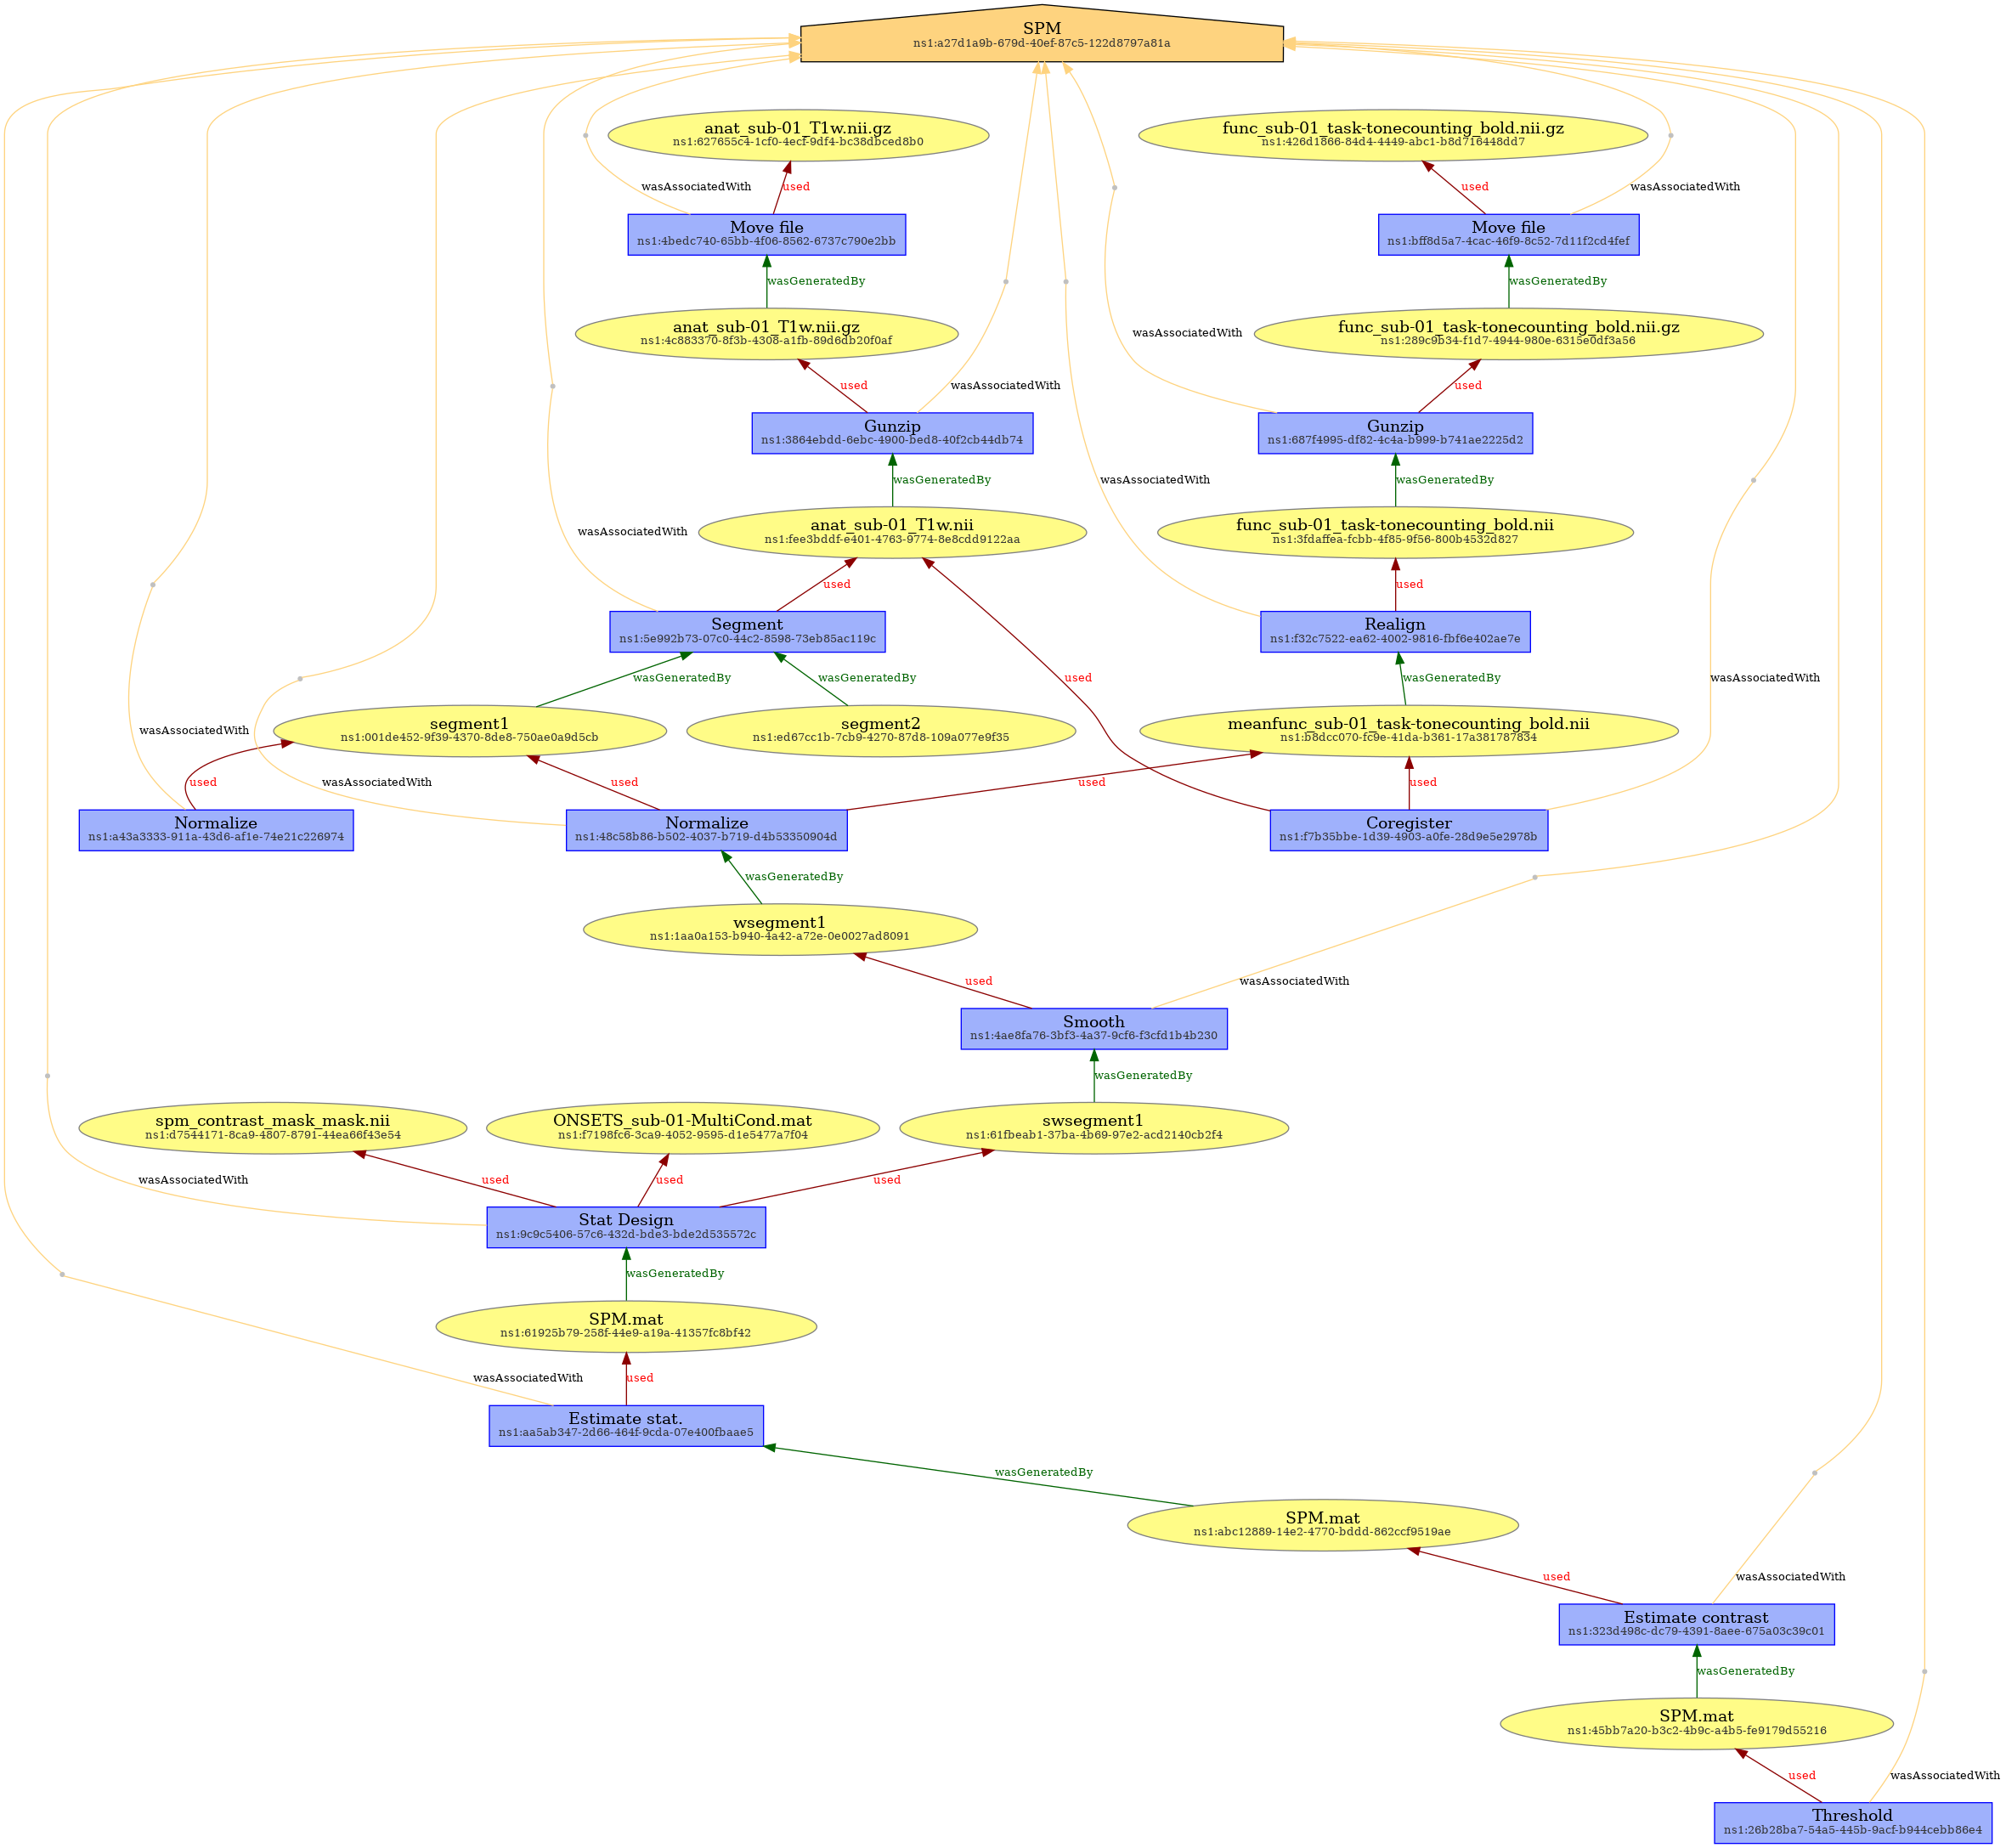 SPM
ns1:a27d1a9b-679d-40ef-87c5-122d8797a81a
anat_sub-01_T1w.nii.gz
ns1:627655c4-1cf0-4ecf-9df4-bc38dbced8b0
func_sub-01_task-tonecounting_bold.nii.gz
ns1:426d1866-84d4-4449-abc1-b8d716448dd7
wasAssociatedWith
used
used
wasAssociatedWith
Move file
ns1:4bedc740-65bb-4f06-8562-6737c790e2bb
Move file
ns1:bff8d5a7-4cac-46f9-8c52-7d11f2cd4fef
wasGeneratedBy
wasGeneratedBy
anat_sub-01_T1w.nii.gz
ns1:4c883370-8f3b-4308-a1fb-89d6db20f0af
func_sub-01_task-tonecounting_bold.nii.gz
ns1:289c9b34-f1d7-4944-980e-6315e0df3a56
wasAssociatedWith
used
wasAssociatedWith
used
Gunzip
ns1:3864ebdd-6ebc-4900-bed8-40f2cb44db74
Gunzip
ns1:687f4995-df82-4c4a-b999-b741ae2225d2
wasGeneratedBy
wasAssociatedWith
wasGeneratedBy
anat_sub-01_T1w.nii
ns1:fee3bddf-e401-4763-9774-8e8cdd9122aa
func_sub-01_task-tonecounting_bold.nii
ns1:3fdaffea-fcbb-4f85-9f56-800b4532d827
wasAssociatedWith
used
used
Segment
ns1:5e992b73-07c0-44c2-8598-73eb85ac119c
Realign
ns1:f32c7522-ea62-4002-9816-fbf6e402ae7e
wasGeneratedBy
wasGeneratedBy
used
wasGeneratedBy
wasAssociatedWith
segment1
ns1:001de452-9f39-4370-8de8-750ae0a9d5cb
segment2
ns1:ed67cc1b-7cb9-4270-87d8-109a077e9f35
meanfunc_sub-01_task-tonecounting_bold.nii
ns1:b8dcc070-fc9e-41da-b361-17a381787834
wasAssociatedWith
used
wasAssociatedWith
used
used
used
Normalize
ns1:a43a3333-911a-43d6-af1e-74e21c226974
Normalize
ns1:48c58b86-b502-4037-b719-d4b53350904d
Coregister
ns1:f7b35bbe-1d39-4903-a0fe-28d9e5e2978b
wasGeneratedBy
wsegment1
ns1:1aa0a153-b940-4a42-a72e-0e0027ad8091
used
wasAssociatedWith
Smooth
ns1:4ae8fa76-3bf3-4a37-9cf6-f3cfd1b4b230
wasGeneratedBy
spm_contrast_mask_mask.nii
ns1:d7544171-8ca9-4807-8791-44ea66f43e54
ONSETS_sub-01-MultiCond.mat
ns1:f7198fc6-3ca9-4052-9595-d1e5477a7f04
swsegment1
ns1:61fbeab1-37ba-4b69-97e2-acd2140cb2f4
wasAssociatedWith
used
used
used
Stat Design
ns1:9c9c5406-57c6-432d-bde3-bde2d535572c
wasGeneratedBy
SPM.mat
ns1:61925b79-258f-44e9-a19a-41357fc8bf42
wasAssociatedWith
used
Estimate stat.
ns1:aa5ab347-2d66-464f-9cda-07e400fbaae5
wasGeneratedBy
SPM.mat
ns1:abc12889-14e2-4770-bddd-862ccf9519ae
used
wasAssociatedWith
Estimate contrast
ns1:323d498c-dc79-4391-8aee-675a03c39c01
wasGeneratedBy
SPM.mat
ns1:45bb7a20-b3c2-4b9c-a4b5-fe9179d55216
used
wasAssociatedWith
Threshold
ns1:26b28ba7-54a5-445b-9acf-b944cebb86e4